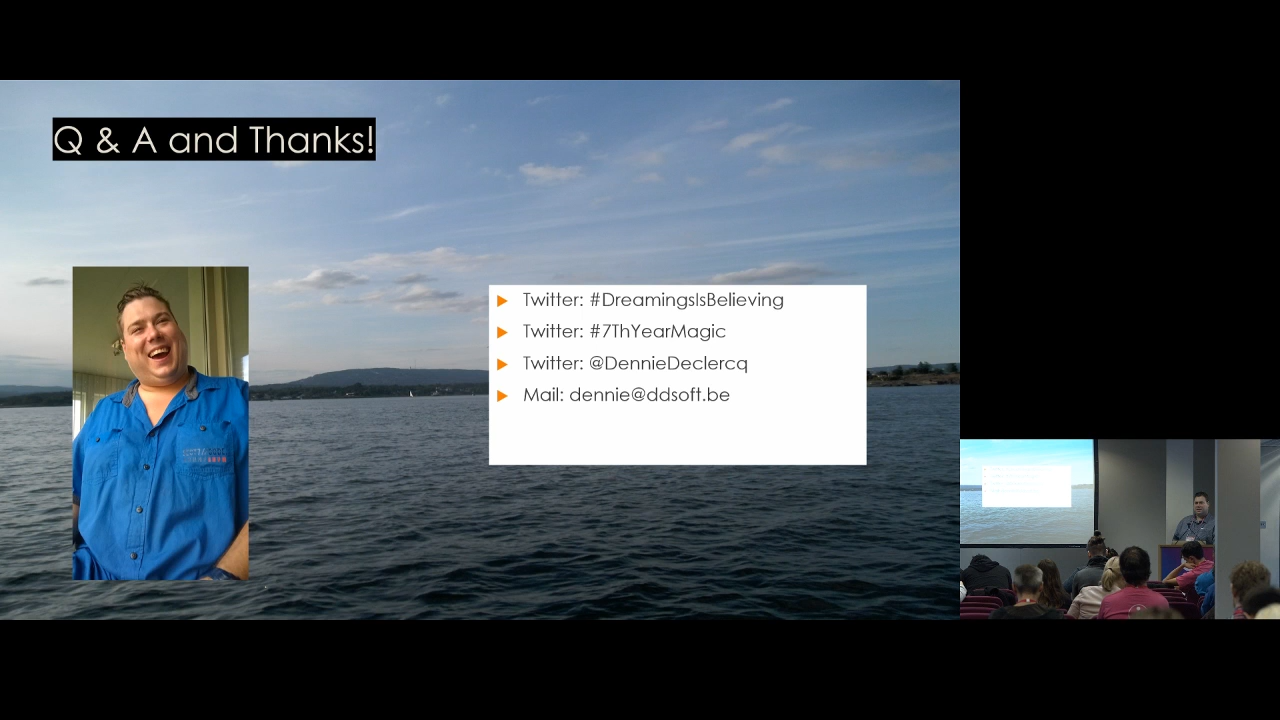 Q & A and Thanks!
Twitter: #DreamingsIsBelieving
Twitter: #7ThYearMagic
Twitter: @DennieDeclercq
Mail: dennie@ddsoft.be